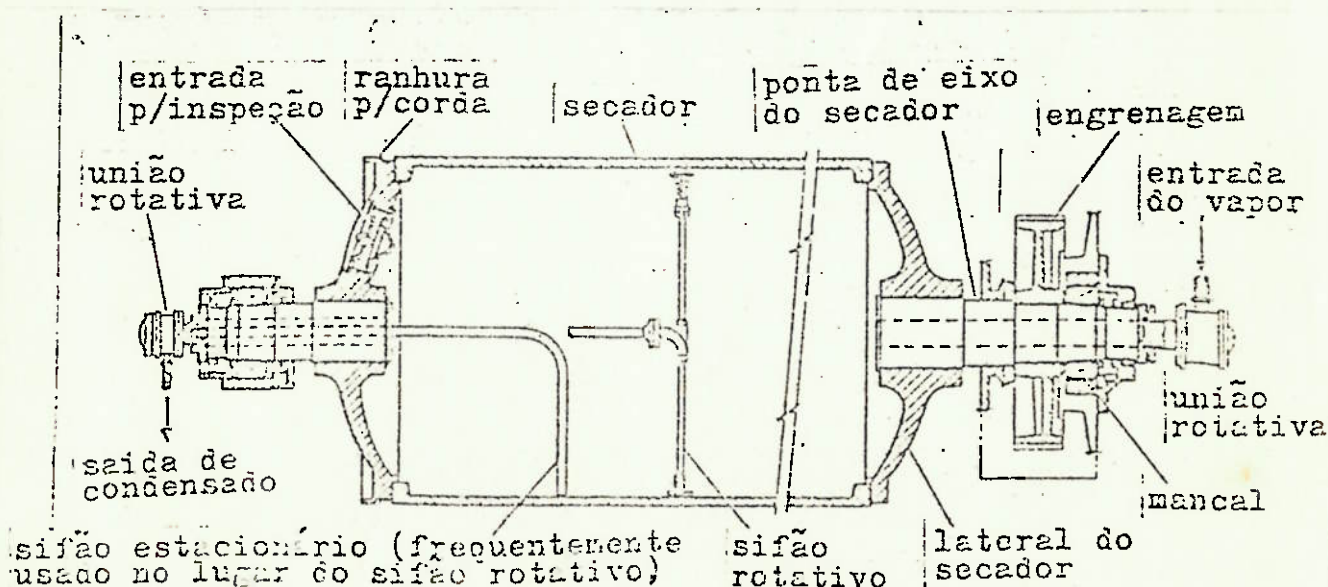 entrada
p/inspeção
ranhura
p/corda
secador
ponta de eixo
do secador
engrenagem
união
rotativa
entrada
do vapor
saida de
condensado
união
rotativa
mancal
sifão estacionário (frequentemente
usado no lugar do sifão rotativo)
sifão
rotativo
lateral do
secador